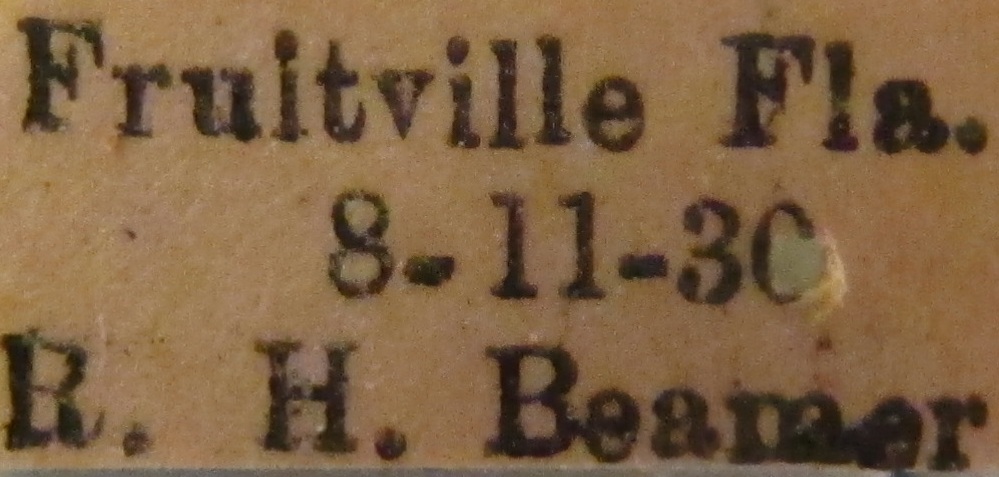 Fruitville Fla.
8-11-30
R. H. Beamer